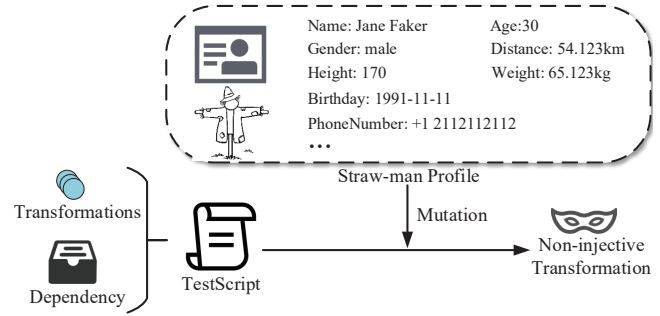 Name: Jane Faker Age:30
Gender: male Distance: 54.123km
Height: 170 Weight: 65.123kg
Birthday: 1991-11-11
PhoneNumber: +1 2112112112
...
Straw-man Profile
Mutation
Transformations
Dependency
TestScript
Non-injective
Transformation